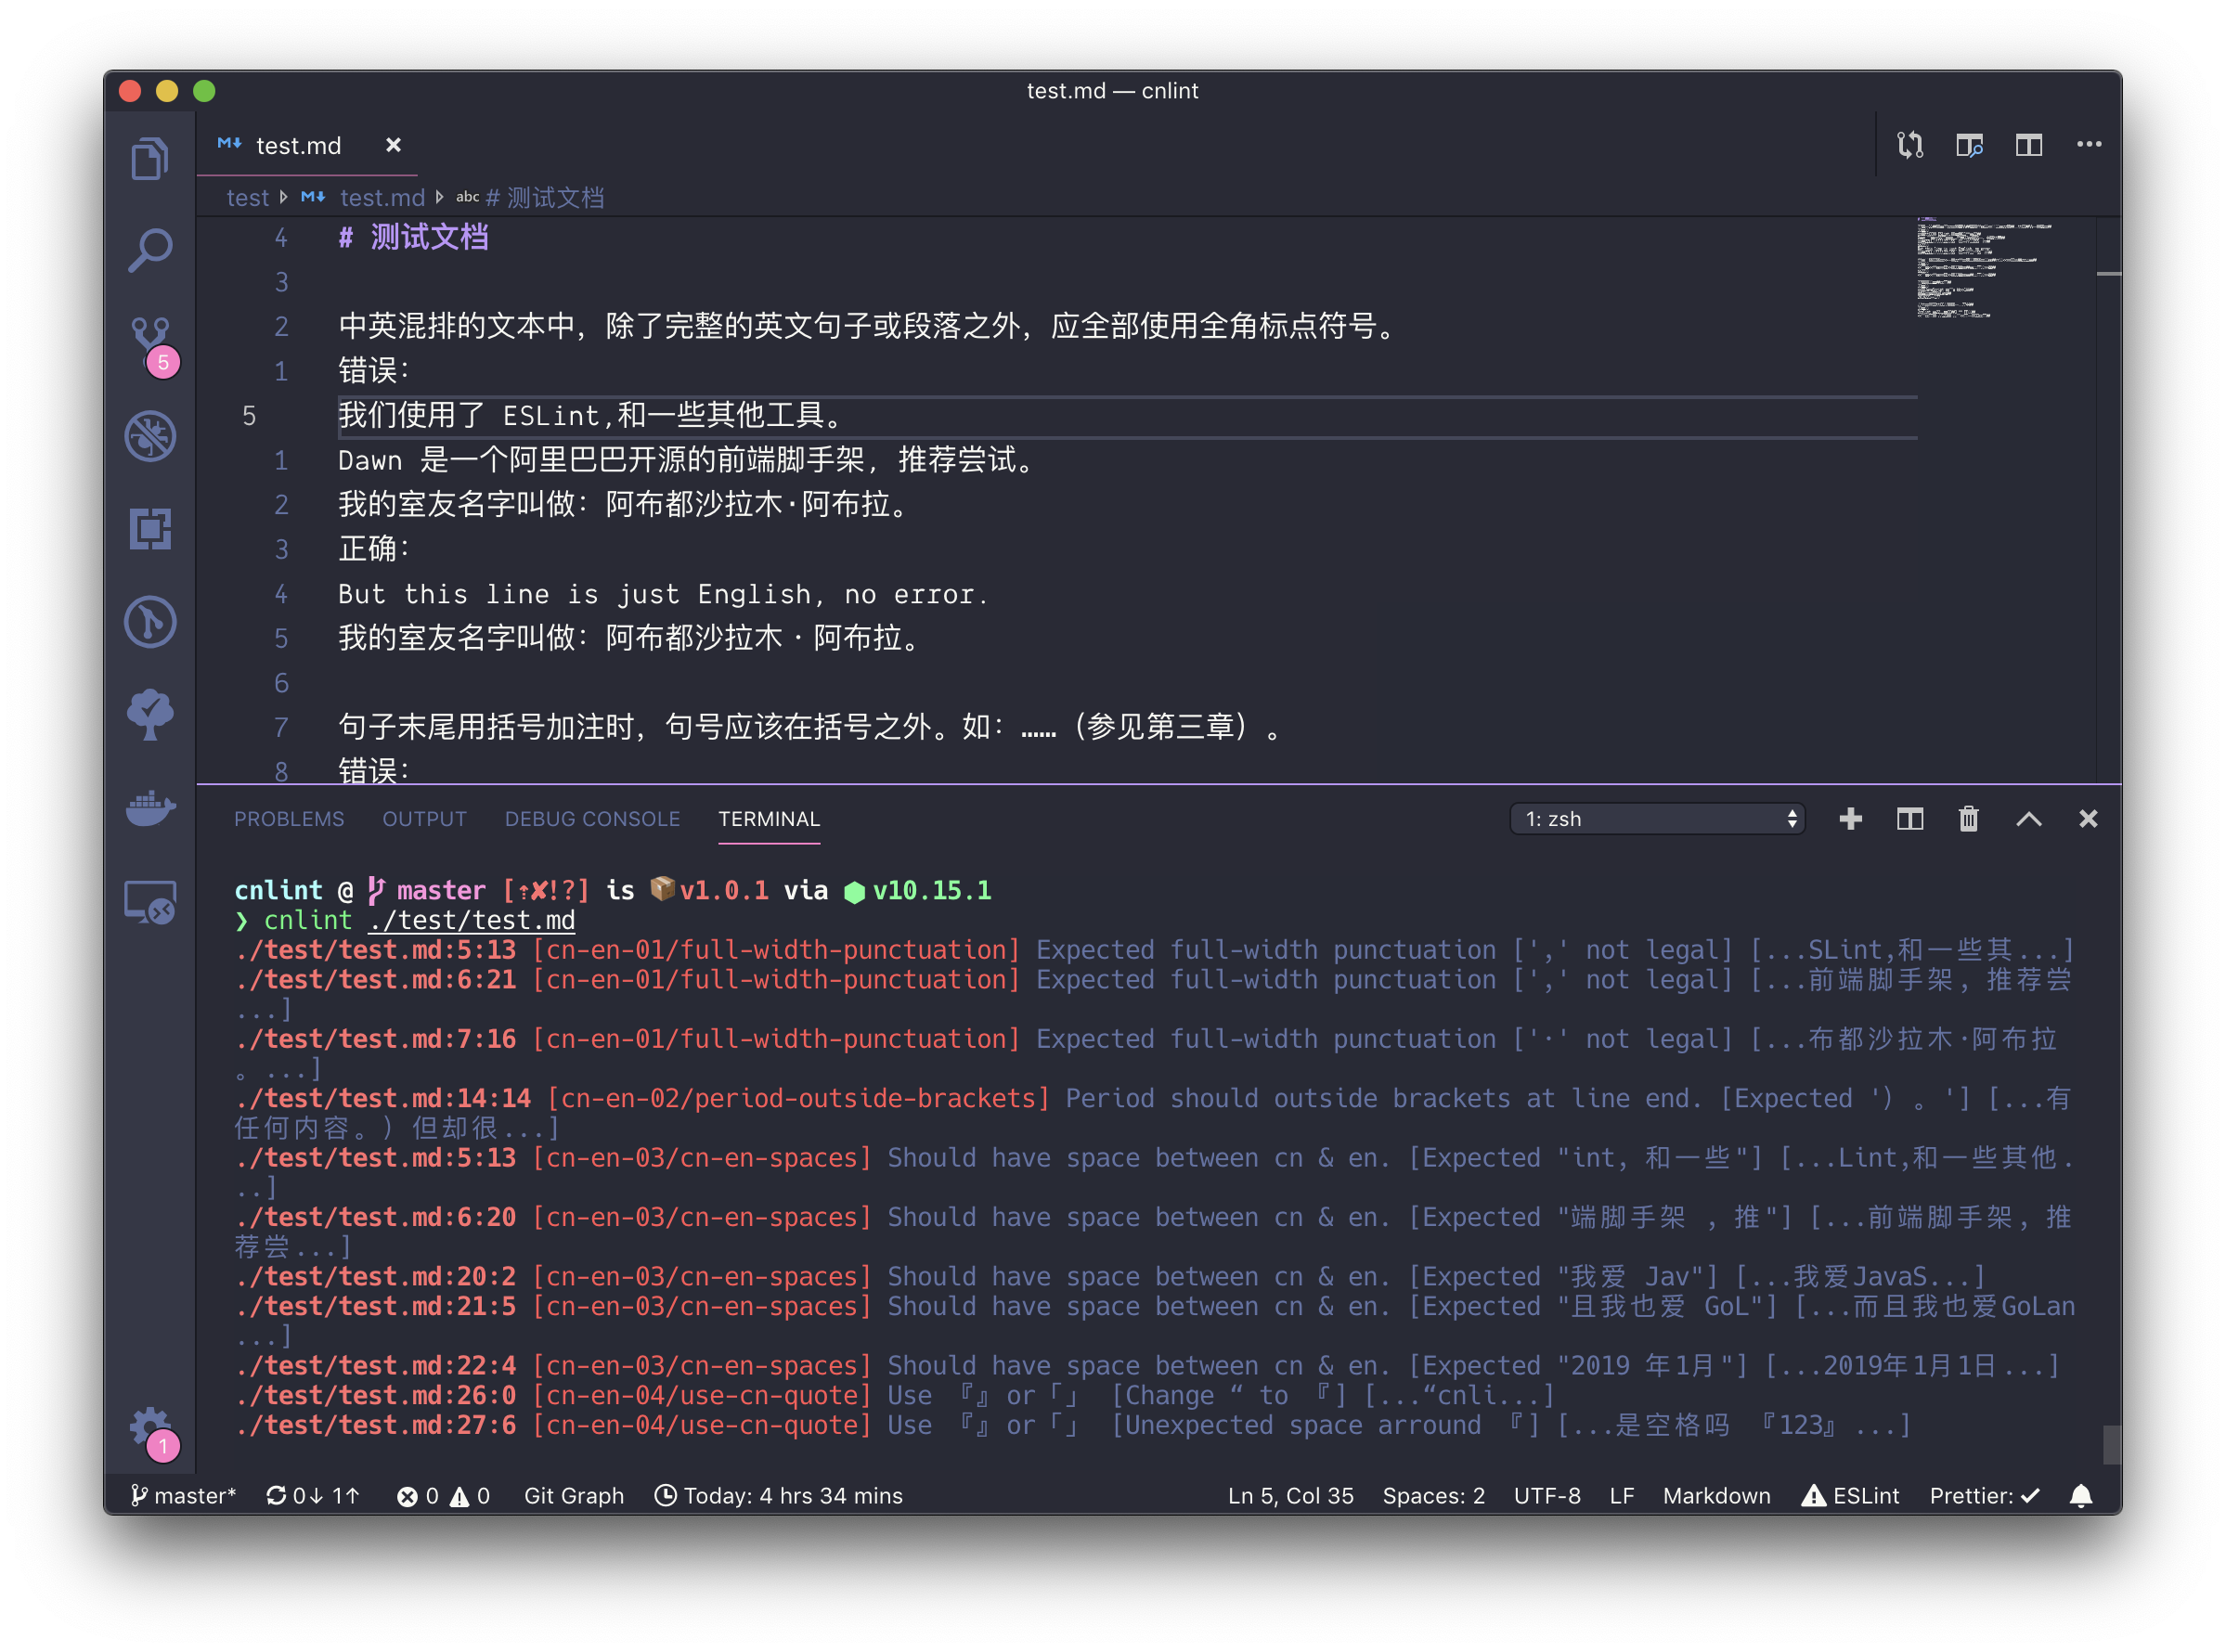 test.md — cnlint
test.md
test test.md abc # 测试文档
4 # 测试文档
3
2 中英混排的文本中，除了完整的英文句子或段落之外，应全部使用全角标点符号。
1 错误：
5 我们使用了 ESLint,和一些其他工具。
1 Dawn 是一个阿里巴巴开源的前端脚手架, 推荐尝试。
2 我的室友名字叫做：阿布都沙拉木·阿布拉。
3 正确：
4 But this line is just English, no error.
5 我的室友名字叫做：阿布都沙拉木・阿布拉。
6
7 句子末尾用括号加注时，句号应该在括号之外。如：……（参见第三章）。
8 错误：
5
1
PROBLEMS OUTPUT DEBUG CONSOLE TERMINAL 1: zsh
cnlint @ master [⇡✘!?] is 📦v1.0.1 via ⬢ v10.15.1
❯ cnlint ./test/test.md
./test/test.md:5:13 [cn-en-01/full-width-punctuation] Expected full-width punctuation [',' not legal] [...SLint,和一些其...]
./test/test.md:6:21 [cn-en-01/full-width-punctuation] Expected full-width punctuation [',' not legal] [...前端脚手架, 推荐尝
...]
./test/test.md:7:16 [cn-en-01/full-width-punctuation] Expected full-width punctuation ['·' not legal] [...布都沙拉木·阿布拉
。...]
./test/test.md:14:14 [cn-en-02/period-outside-brackets] Period should outside brackets at line end. [Expected '）。'] [...有
任何内容。）但却很...]
./test/test.md:5:13 [cn-en-03/cn-en-spaces] Should have space between cn & en. [Expected "int, 和一些"] [...Lint,和一些其他.
..]
./test/test.md:6:20 [cn-en-03/cn-en-spaces] Should have space between cn & en. [Expected "端脚手架 , 推"] [...前端脚手架, 推
荐尝...]
./test/test.md:20:2 [cn-en-03/cn-en-spaces] Should have space between cn & en. [Expected "我爱 Jav"] [...我爱JavaS...]
./test/test.md:21:5 [cn-en-03/cn-en-spaces] Should have space between cn & en. [Expected "且我也爱 GoL"] [...而且我也爱GoLan
...]
./test/test.md:22:4 [cn-en-03/cn-en-spaces] Should have space between cn & en. [Expected "2019 年1月"] [...2019年1月1日...]
./test/test.md:26:0 [cn-en-04/use-cn-quote] Use 『』or「」 [Change “ to 『] [...“cnli...]
./test/test.md:27:6 [cn-en-04/use-cn-quote] Use 『』or「」 [Unexpected space arround 『] [...是空格吗 『123』...]
master* 0↓ 1↑ 0 0 Git Graph Today: 4 hrs 34 mins Ln 5, Col 35 Spaces: 2 UTF-8 LF Markdown ESLint Prettier: ✓